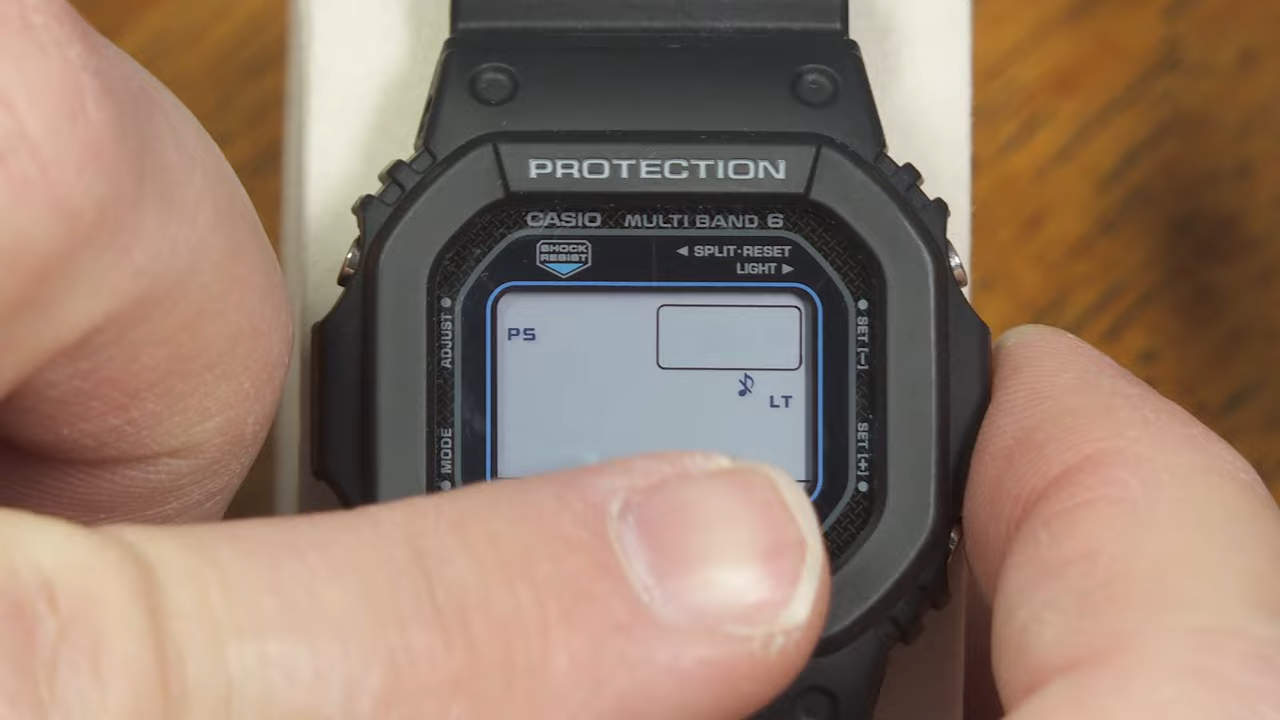 PROTECTION
CASIO MULTI BAND 6
SHOCK
RESIST
◄ SPLIT·RESET
LIGHT ►
ADJUST
SET [−]
PS
LT
MODE
SET [+]